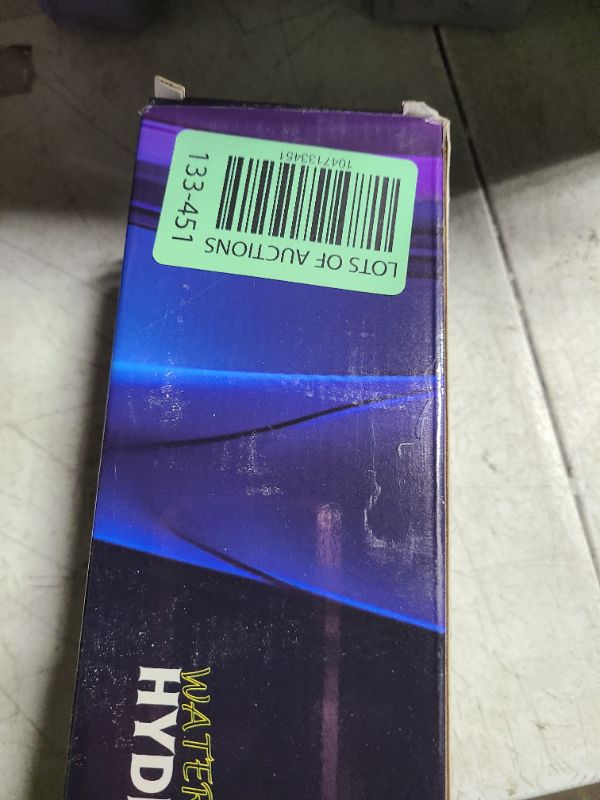 LOTS OF AUCTIONS
1047133451
133-451
WATER
HYD